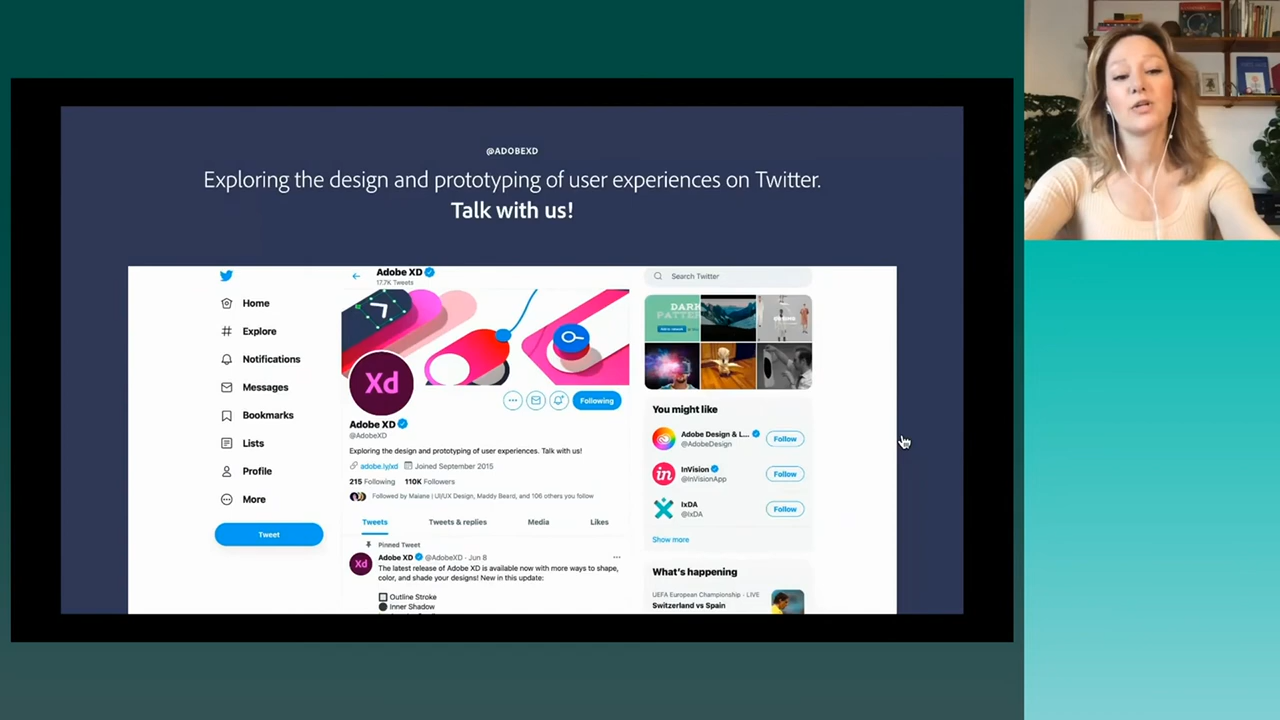 @ADOBEXD
Exploring the design and prototyping of user experiences on Twitter.
Talk with us!
Home
Explore
Notifications
Messages
Bookmarks
Lists
Profile
More
Tweet
Adobe XD
17.7K Tweets
Xd
Following
Adobe XD
@AdobeXD
Exploring the design and prototyping of user experiences. Talk with us!
adobe.ly/xd Joined September 2015
215 Following 110K Followers
Followed by Maiane | UI/UX Design, Maddy Beard, and 106 others you follow
Tweets Tweets & replies Media Likes
Pinned Tweet
Xd
Adobe XD @AdobeXD · Jun 8
The latest release of Adobe XD is available now with more ways to shape,
color, and shade your designs! New in this update:
Outline Stroke
Inner Shadow
Search Twitter
DARK
PATTE
You might like
Adobe Design & L...
@AdobeDesign
Follow
in
InVision
@InVisionApp
Follow
IxDA
@IxDA
Follow
Show more
What's happening
UEFA European Championship · LIVE
Switzerland vs Spain